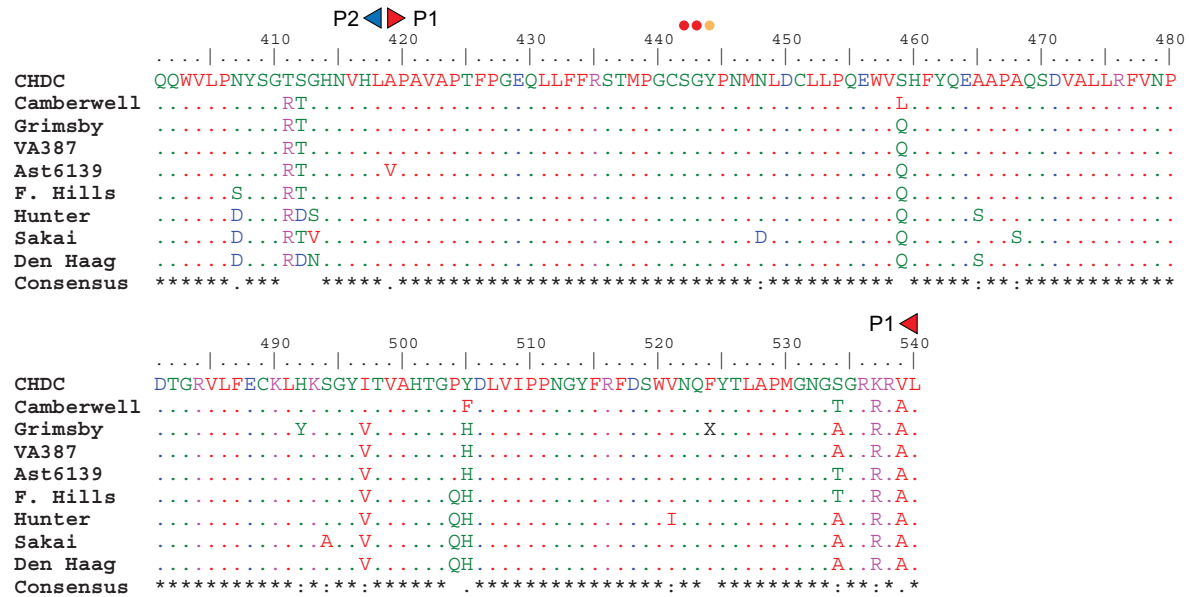 P2 P1
410 420 430 440 450 460 470 480
CHDC QQWVLPNYSGTSGHNVHLAPAVAPTFPGEQLLFFRSTMPGCSGYPNMNLDCLLPQEWVSHFYQEAAPAQSDVALLRFVNP
Camberwell ..........RT..............................................L.....................
Grimsby ..........RT..............................................Q.....................
VA387 ..........RT..............................................Q.....................
Ast6139 ..........RT......V.......................................Q.....................
F. Hills ......S...RT..............................................Q.....................
Hunter ......D...RDS.............................................Q.....S...............
Sakai ......D...RTV..................................D..........Q........S............
Den Haag ......D...RDN.............................................Q.....S...............
Consensus ******.***   *****.****************************:********** *****:**:************
P1
490 500 510 520 530 540
CHDC DTGRVLFECKLHKSGYITVAHTGPYDLVIPPNGYFRFDSWVNQFYTLAPMGNGSGRKRVL
Camberwell ........................F............................T..R.A.
Grimsby ...........Y....V.......H..................X.........A..R.A.
VA387 ................V.......H............................A..R.A.
Ast6139 ................V.......H............................T..R.A.
F. Hills ................V......QH............................T..R.A.
Hunter ................V......QH...............I............A..R.A.
Sakai .............A..V......QH............................A..R.A.
Den Haag ................V......QH............................A..R.A.
Consensus ***********:*:**:****** .***************:** *********:**:*.*